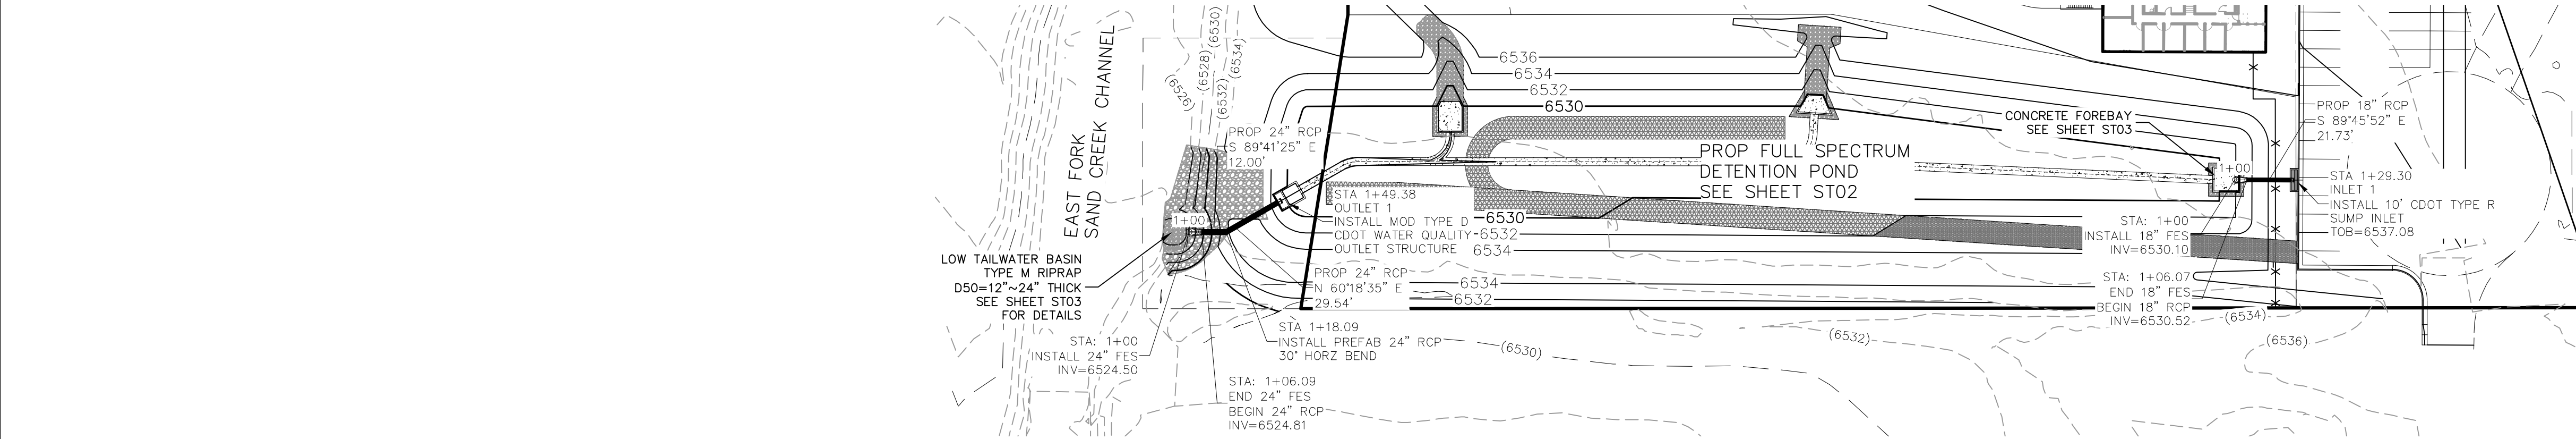 EAST FORK
SAND CREEK CHANNEL
(6526)
(6528)
(6530)
(6532)
(6534)
PROP 24" RCP
S 89°41'25" E
12.00'
1+00
LOW TAILWATER BASIN
TYPE M RIPRAP
D50=12"~24" THICK
SEE SHEET ST03
FOR DETAILS
STA: 1+00
INSTALL 24" FES
INV=6524.50
STA: 1+06.09
END 24" FES
BEGIN 24" RCP
INV=6524.81
STA 1+18.09
INSTALL PREFAB 24" RCP
30° HORZ BEND
PROP 24" RCP
N 60°18'35" E
29.54'
STA 1+49.38
OUTLET 1
INSTALL MOD TYPE D
CDOT WATER QUALITY
OUTLET STRUCTURE
6536
6534
6532
6530
6530
6532
6534
6534
6532
PROP FULL SPECTRUM
DETENTION POND
SEE SHEET ST02
CONCRETE FOREBAY
SEE SHEET ST03
1+00
STA: 1+00
INSTALL 18" FES
INV=6530.10
STA: 1+06.07
END 18" FES
BEGIN 18" RCP
INV=6530.52
PROP 18" RCP
S 89°45'52" E
21.73'
STA 1+29.30
INLET 1
INSTALL 10' CDOT TYPE R
SUMP INLET
TOB=6537.08
(6530)
(6532)
(6534)
(6536)